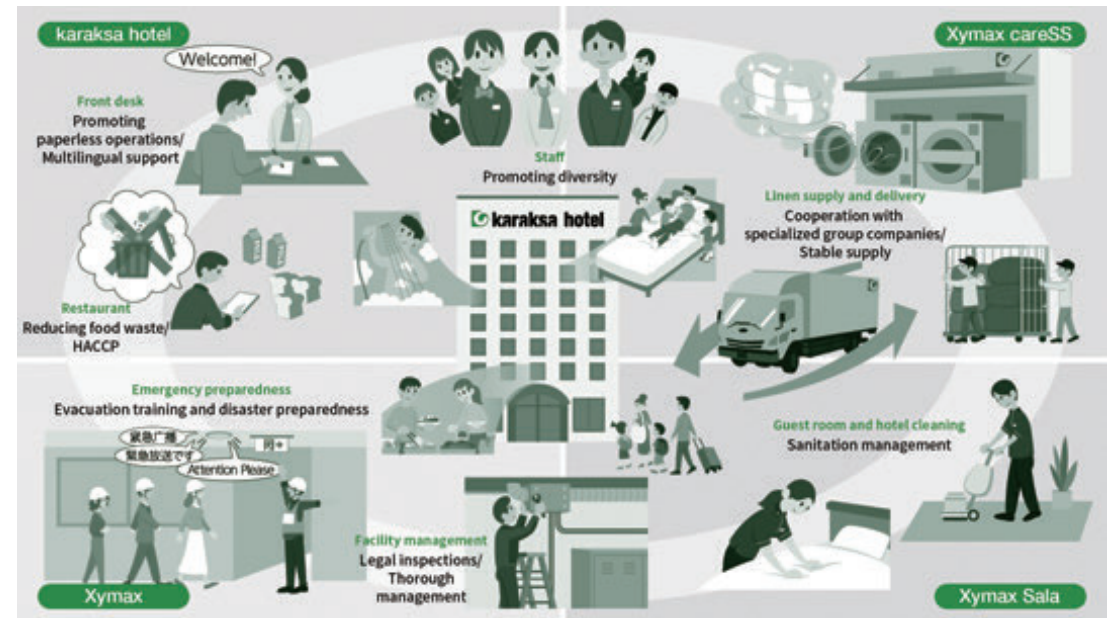 karaksa hotel
Welcome!
Front desk
Promoting
paperless operations/
Multilingual support
Restaurant
Reducing food waste/
HACCP
Staff
Promoting diversity
karaksa hotel
Xymax careSS
Linen supply and delivery
Cooperation with
specialized group companies/
Stable supply
Emergency preparedness
Evacuation training and disaster preparedness
緊急广播
緊急放送です
Attention Please
Xymax
Facility management
Legal inspections/
Thorough
management
Guest room and hotel cleaning
Sanitation management
Xymax Sala